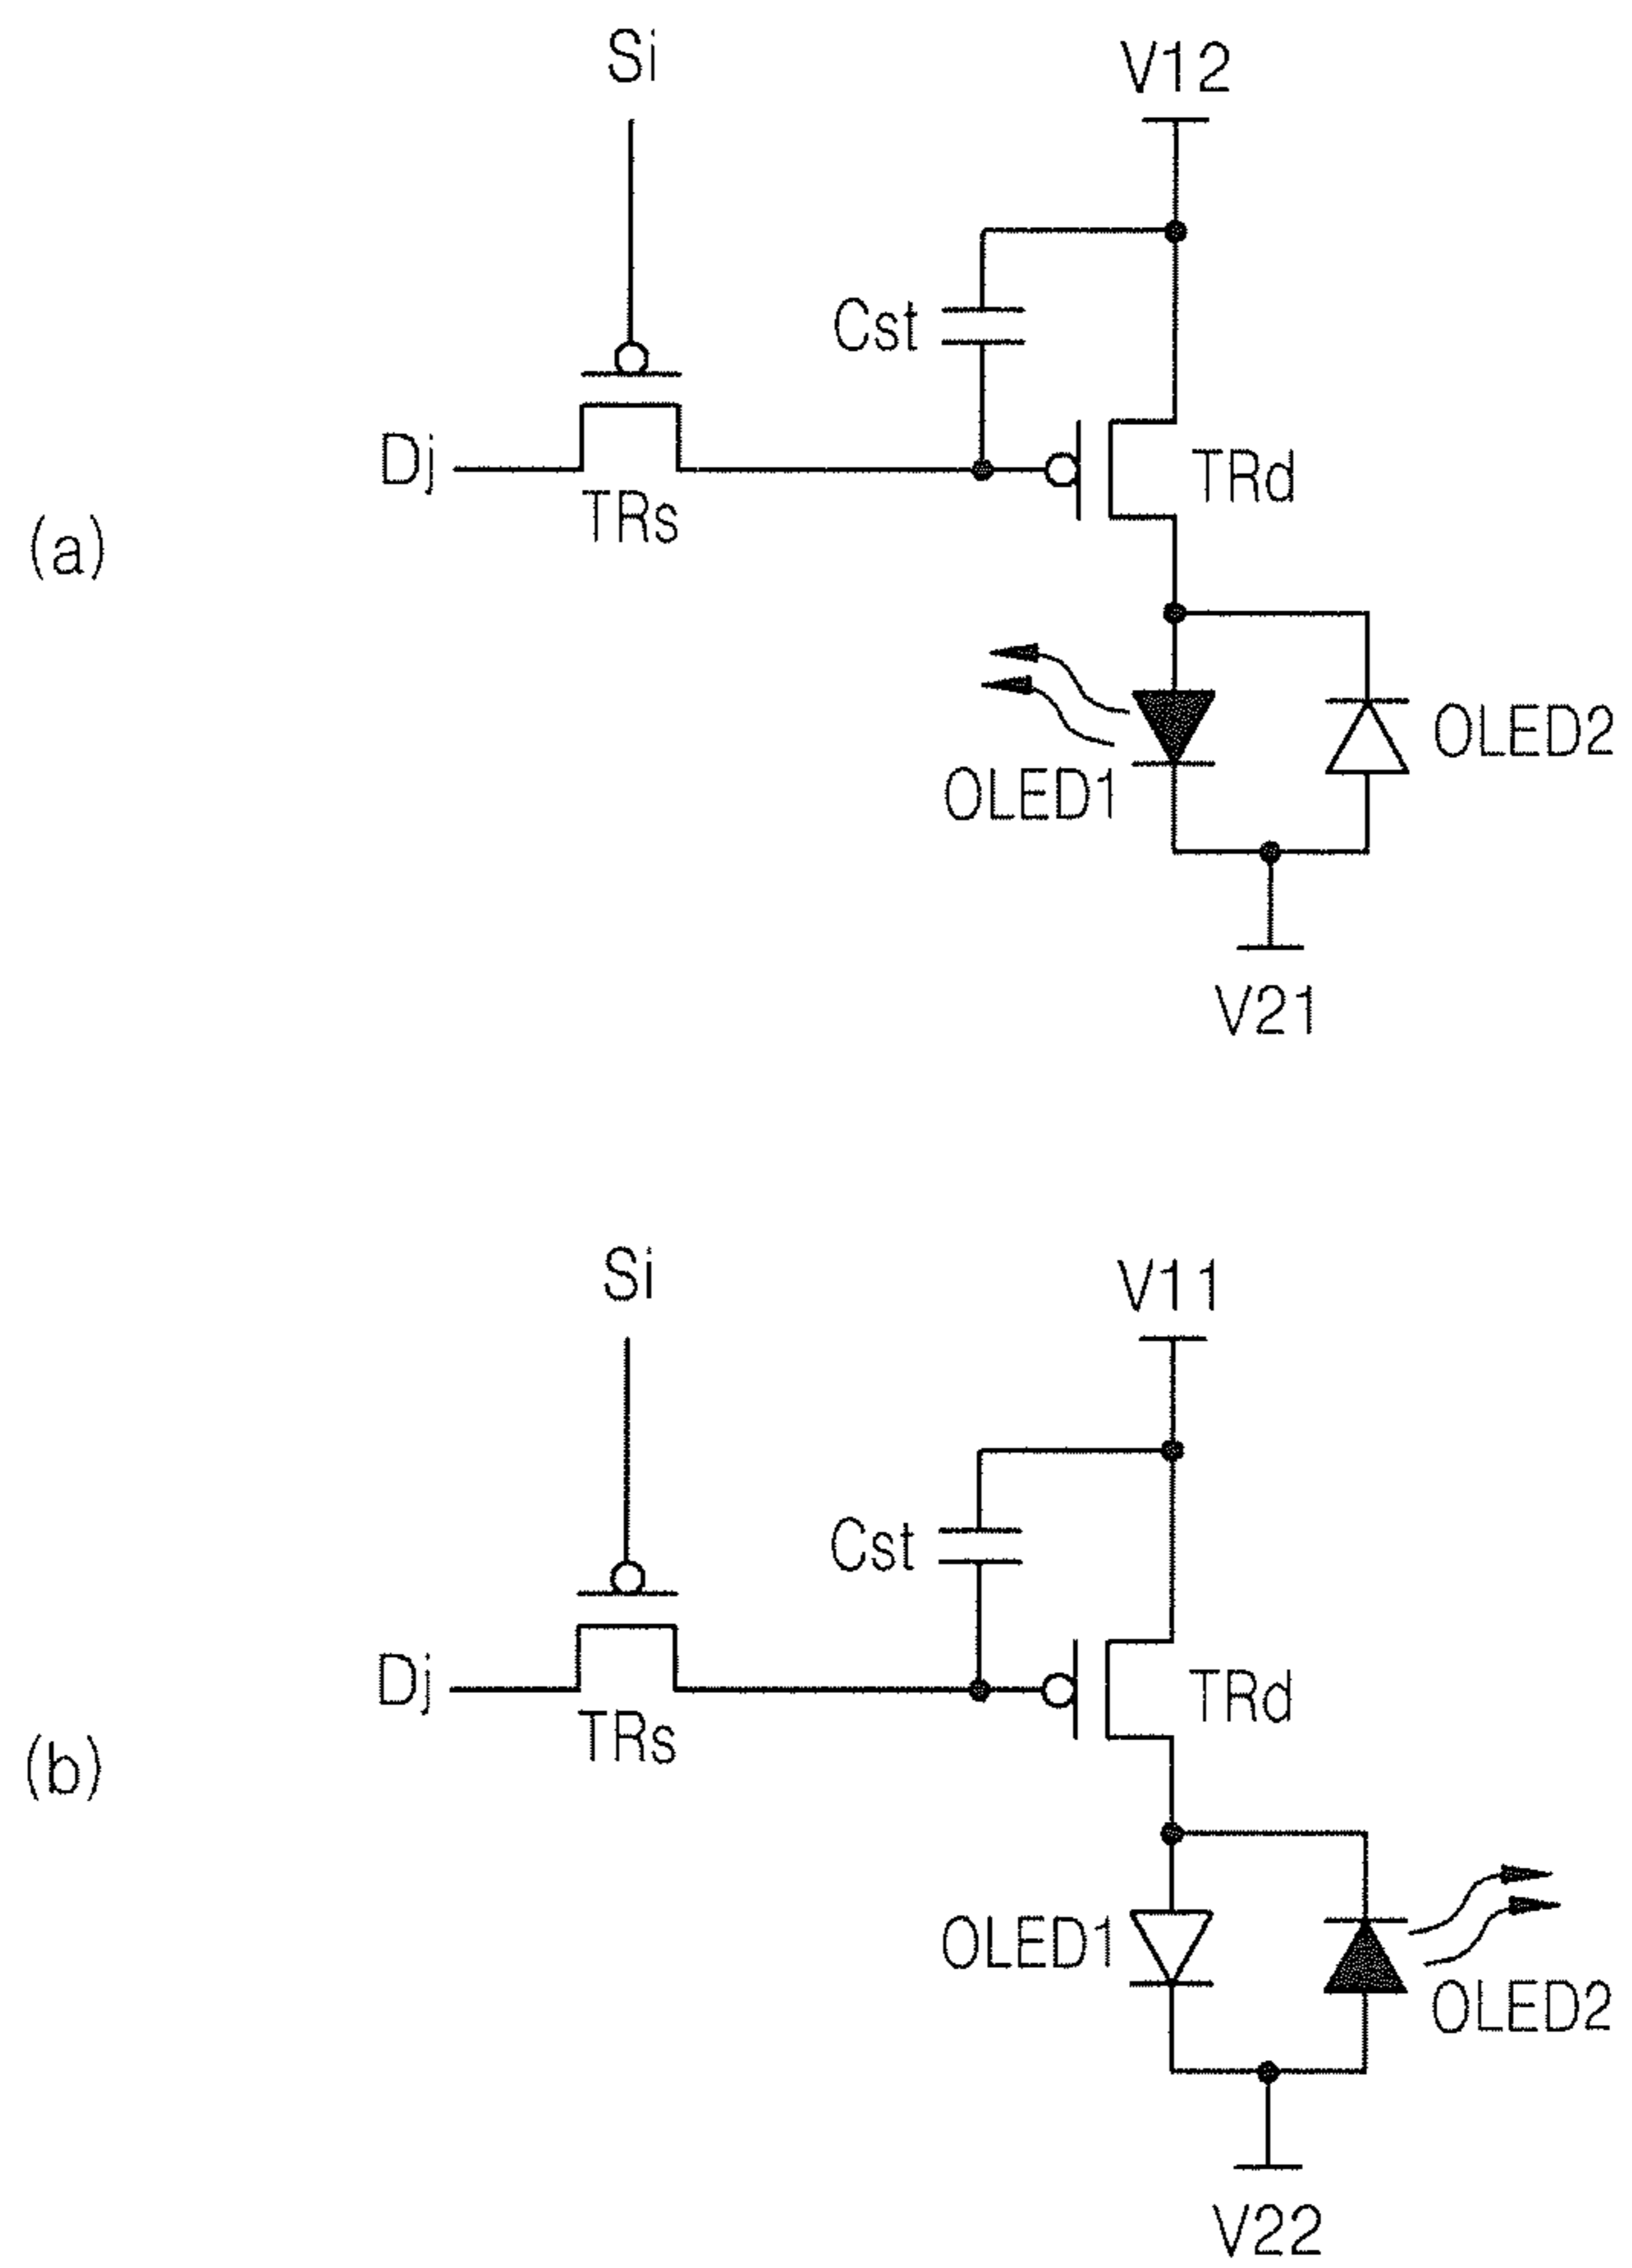 Si
V12
Cst
Dj
TRd
TRs
(a)
OLED2
OLED1
V21
Si
V11
Cst
Dj
TRd
TRs
(b)
OLED1
OLED2
V22